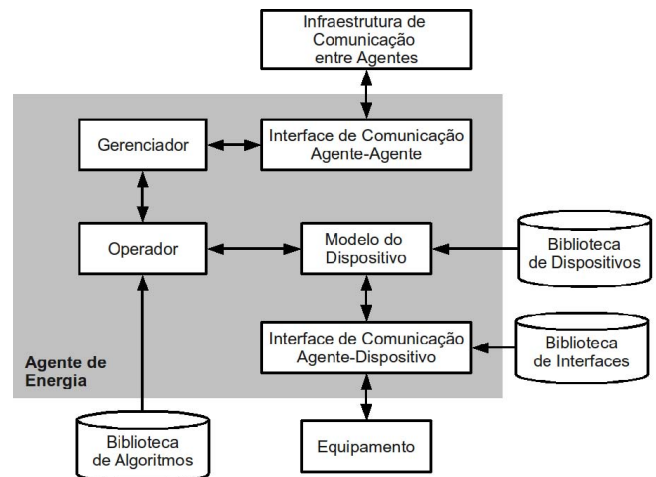 Infraestrutura de
Comunicação
entre Agentes
Gerenciador
Interface de Comunicação
Agente-Agente
Operador
Modelo do
Dispositivo
Biblioteca
de Dispositivos
Interface de Comunicação
Agente-Dispositivo
Biblioteca
de Interfaces
Agente de
Energia
Biblioteca
de Algoritmos
Equipamento